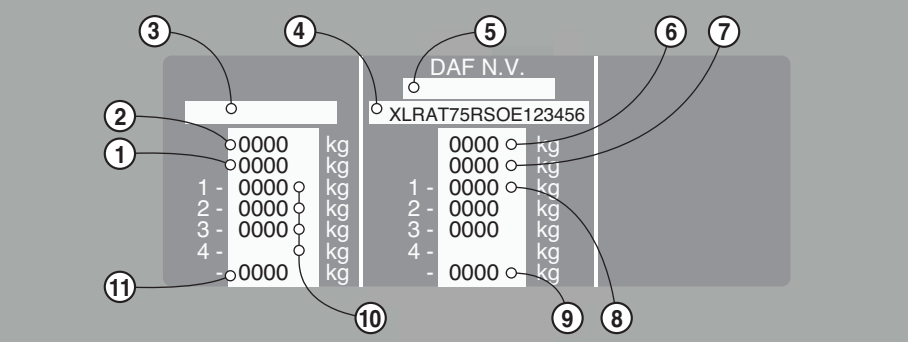 3 4 5 6 7
DAF N.V.
XLRAT75RSOE123456
2 0000 kg 0000 kg
1 0000 kg 0000 kg
1 - 0000 kg 1 - 0000 kg
2 - 0000 kg 2 - 0000 kg
3 - 0000 kg 3 - 0000 kg
4 - kg 4 - kg
11 - 0000 kg - 0000 kg
10 9 8